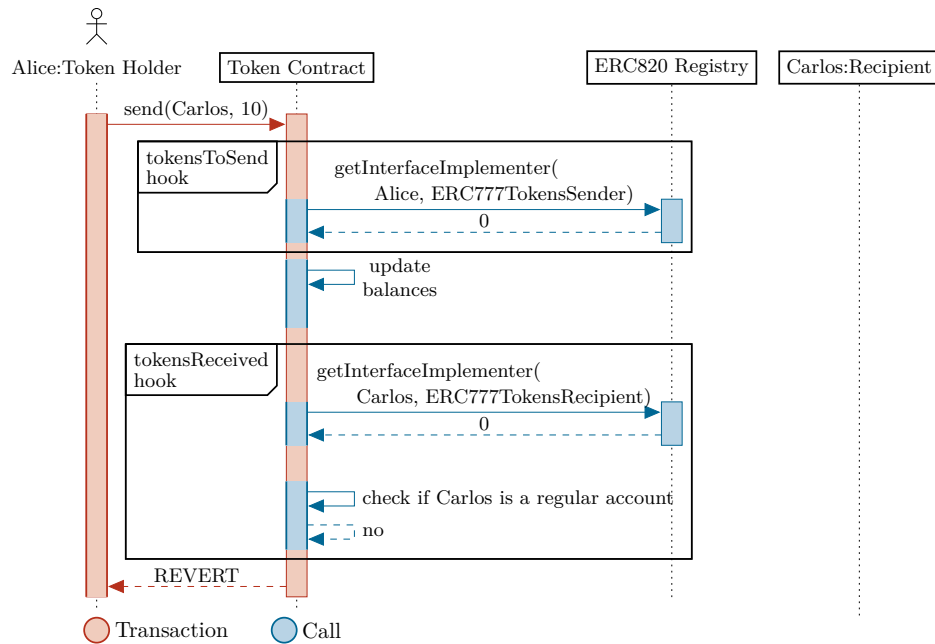 Alice:Token Holder
Token Contract
ERC820 Registry
Carlos:Recipient
send(Carlos, 10)
tokensToSend
hook
getInterfaceImplementer(
Alice, ERC777TokensSender)
0
update
balances
tokensReceived
hook
getInterfaceImplementer(
Carlos, ERC777TokensRecipient)
0
check if Carlos is a regular account
no
REVERT
Transaction
Call